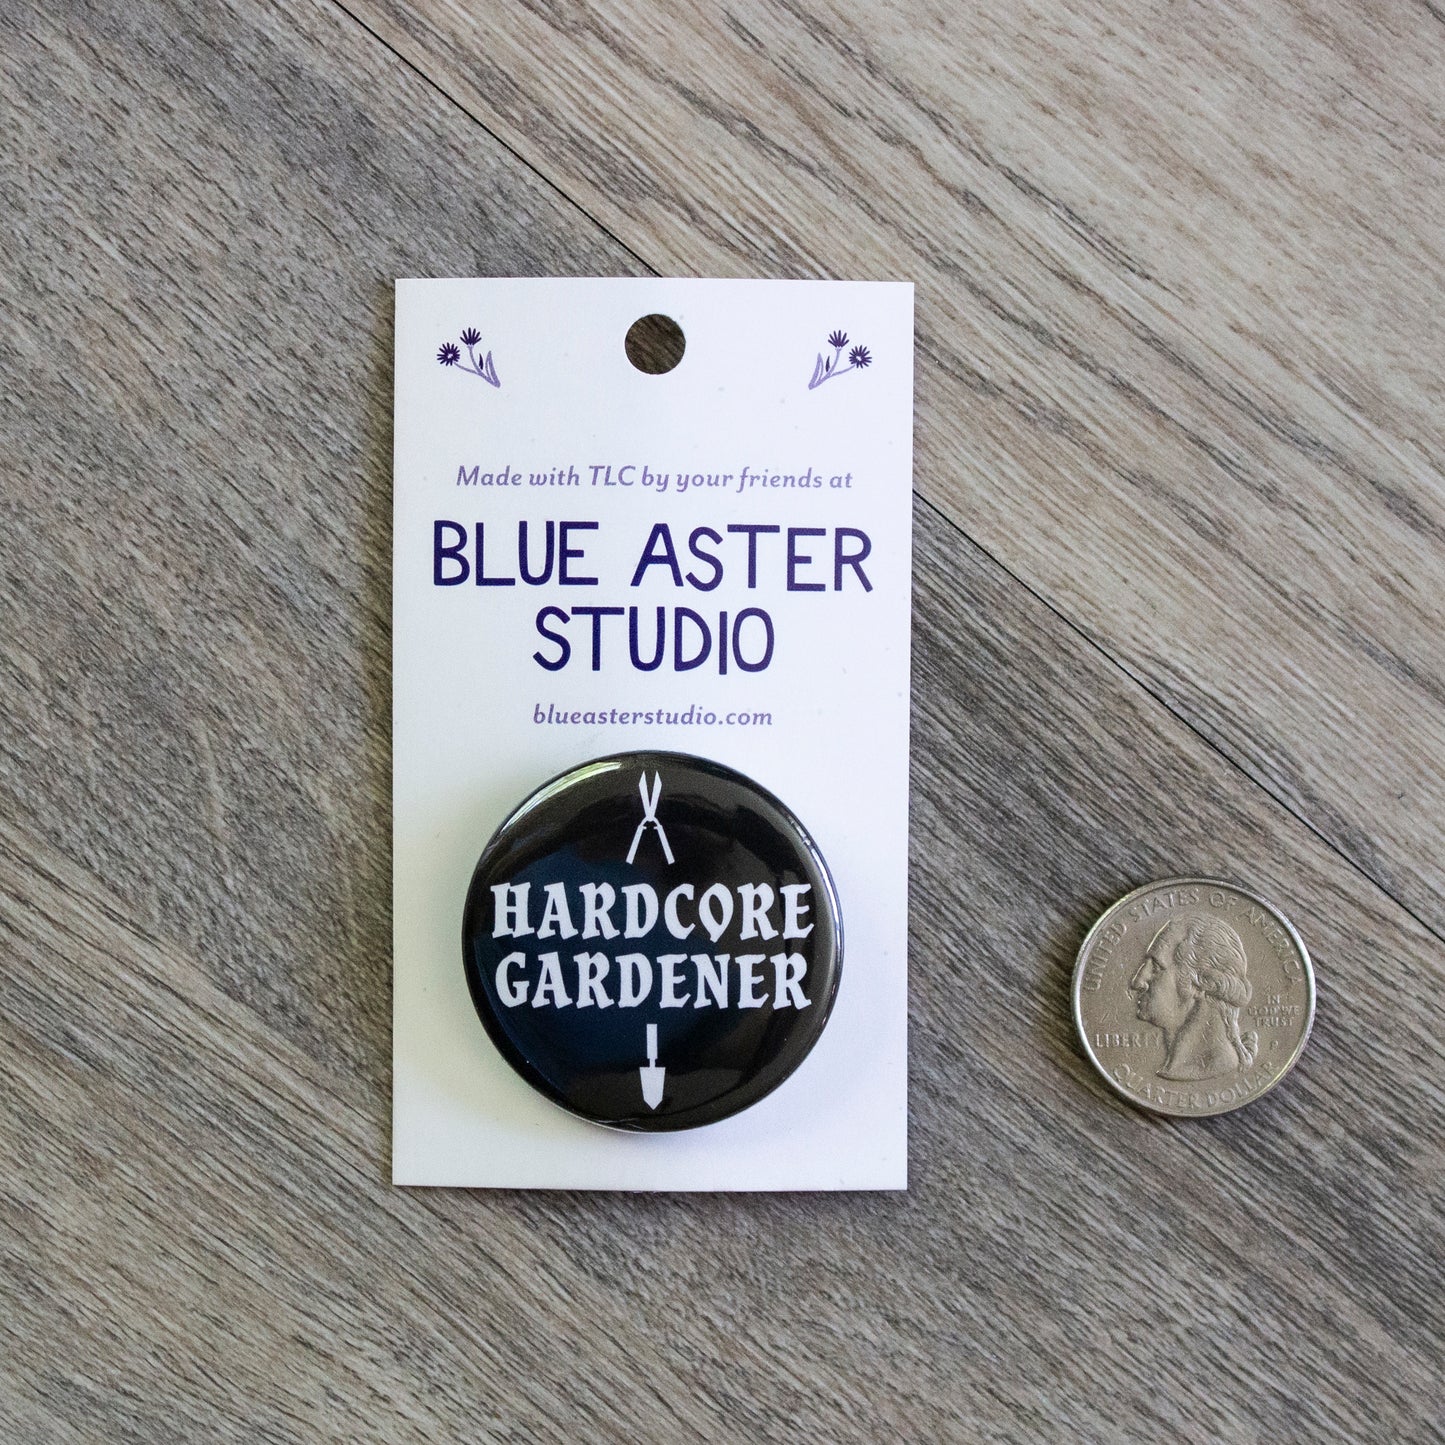 Made with TLC by your friends at
BLUE ASTER
STUDIO
blueasterstudio.com
HARDCORE
GARDENER
UNITED STATES OF AMERICA
LIBERTY
IN
GOD WE
TRUST
P
QUARTER DOLLAR